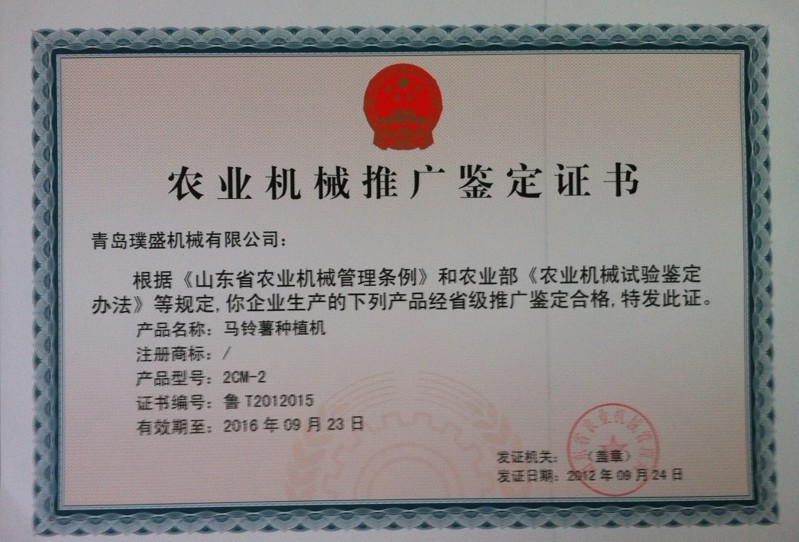 农业机械推广鉴定证书
青岛璞盛机械有限公司：
根据《山东省农业机械管理条例》和农业部《农业机械试验鉴定
办法》等规定,你企业生产的下列产品经省级推广鉴定合格,特发此证。
产品名称：马铃薯种植机
注册商标：/
产品型号：2CM-2
证书编号：鲁 T2012015
有效期至：2016 年 09 月 23 日
发证机关：（盖章）
发证日期：2012 年 09 月 24 日